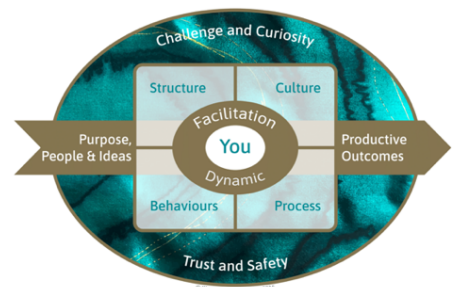 Challenge and Curiosity
Structure
Culture
Facilitation
Purpose,
People & Ideas
You
Productive
Outcomes
Dynamic
Behaviours
Process
Trust and Safety